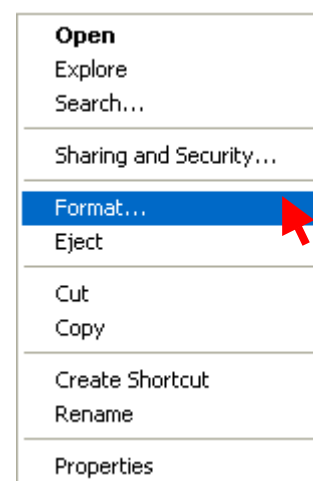 Open
Explore
Search...
Sharing and Security...
Format...
Eject
Cut
Copy
Create Shortcut
Rename
Properties